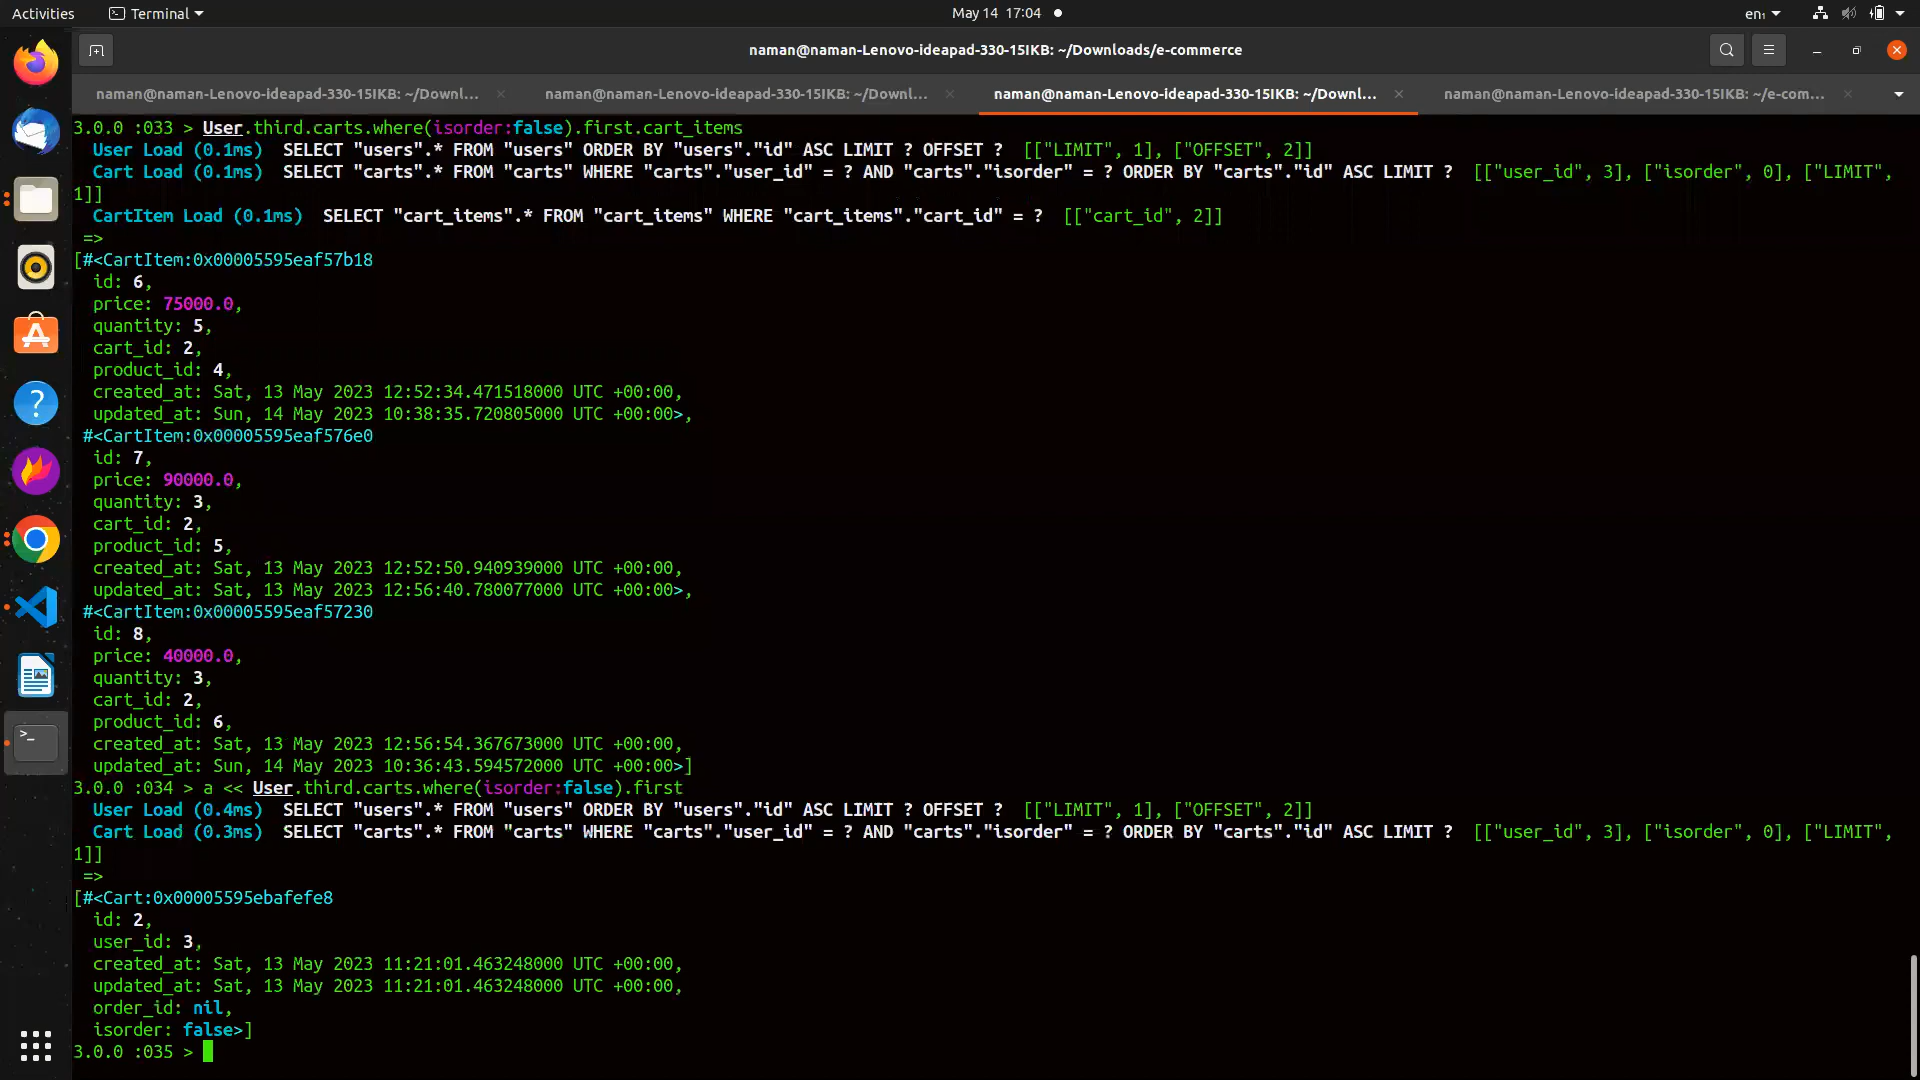 Activities
Terminal
May 14 17:04
en₁
naman@naman-Lenovo-ideapad-330-15IKB: ~/Downloads/e-commerce
naman@naman-Lenovo-ideapad-330-15IKB: ~/Downl...
naman@naman-Lenovo-ideapad-330-15IKB: ~/Downl...
naman@naman-Lenovo-ideapad-330-15IKB: ~/Downl...
naman@naman-Lenovo-ideapad-330-15IKB: ~/e-com...
3.0.0 :033 > User.third.carts.where(isorder:false).first.cart_items
  User Load (0.1ms)  SELECT "users".* FROM "users" ORDER BY "users"."id" ASC LIMIT ? OFFSET ?  [["LIMIT", 1], ["OFFSET", 2]]
  Cart Load (0.1ms)  SELECT "carts".* FROM "carts" WHERE "carts"."user_id" = ? AND "carts"."isorder" = ? ORDER BY "carts"."id" ASC LIMIT ?  [["user_id", 3], ["isorder", 0], ["LIMIT",
1]]
  CartItem Load (0.1ms)  SELECT "cart_items".* FROM "cart_items" WHERE "cart_items"."cart_id" = ?  [["cart_id", 2]]
 =>
[#<CartItem:0x00005595eaf57b18
  id: 6,
  price: 75000.0,
  quantity: 5,
  cart_id: 2,
  product_id: 4,
  created_at: Sat, 13 May 2023 12:52:34.471518000 UTC +00:00,
  updated_at: Sun, 14 May 2023 10:38:35.720805000 UTC +00:00>,
 #<CartItem:0x00005595eaf576e0
  id: 7,
  price: 90000.0,
  quantity: 3,
  cart_id: 2,
  product_id: 5,
  created_at: Sat, 13 May 2023 12:52:50.940939000 UTC +00:00,
  updated_at: Sat, 13 May 2023 12:56:40.780077000 UTC +00:00>,
 #<CartItem:0x00005595eaf57230
  id: 8,
  price: 40000.0,
  quantity: 3,
  cart_id: 2,
  product_id: 6,
  created_at: Sat, 13 May 2023 12:56:54.367673000 UTC +00:00,
  updated_at: Sun, 14 May 2023 10:36:43.594572000 UTC +00:00>]
3.0.0 :034 > a << User.third.carts.where(isorder:false).first
  User Load (0.4ms)  SELECT "users".* FROM "users" ORDER BY "users"."id" ASC LIMIT ? OFFSET ?  [["LIMIT", 1], ["OFFSET", 2]]
  Cart Load (0.3ms)  SELECT "carts".* FROM "carts" WHERE "carts"."user_id" = ? AND "carts"."isorder" = ? ORDER BY "carts"."id" ASC LIMIT ?  [["user_id", 3], ["isorder", 0], ["LIMIT",
1]]
 =>
[#<Cart:0x00005595ebafefe8
  id: 2,
  user_id: 3,
  created_at: Sat, 13 May 2023 11:21:01.463248000 UTC +00:00,
  updated_at: Sat, 13 May 2023 11:21:01.463248000 UTC +00:00,
  order_id: nil,
  isorder: false>]
3.0.0 :035 >